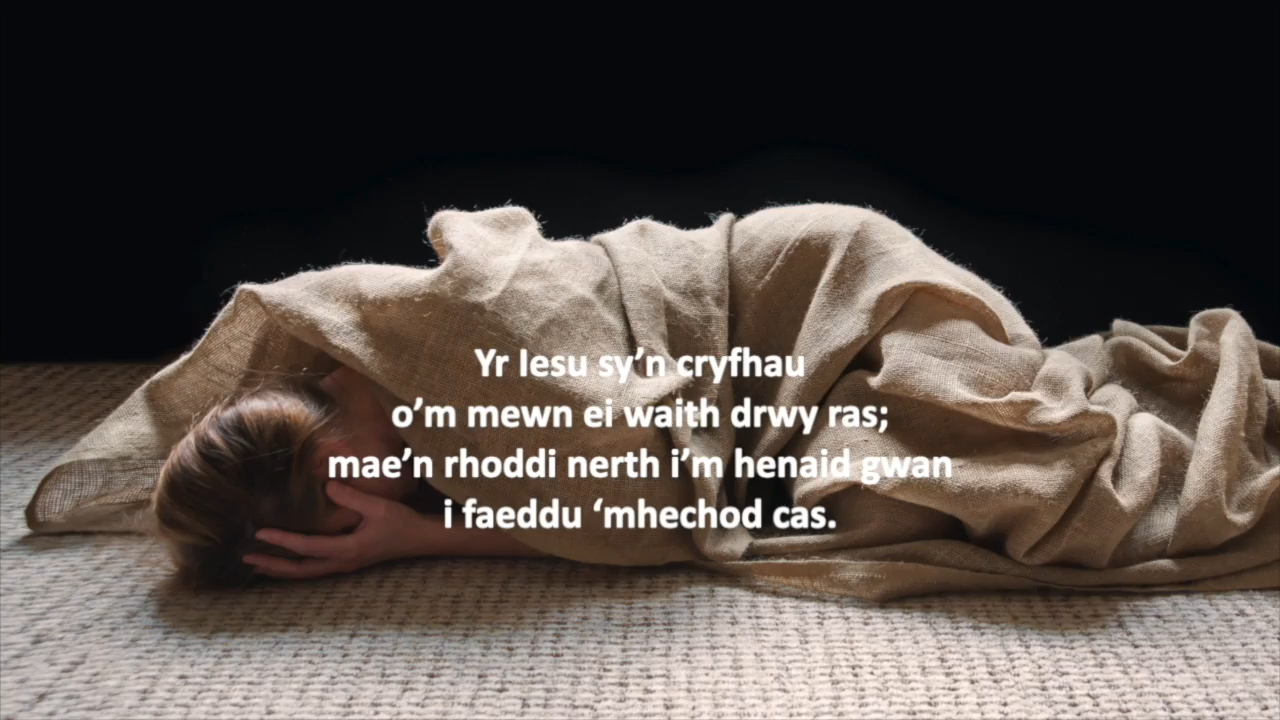 Yr Iesu sy’n cryfhau
o’m mewn ei waith drwy ras;
mae’n rhoddi nerth i’m henaid gwan
i faeddu ‘mhechod cas.